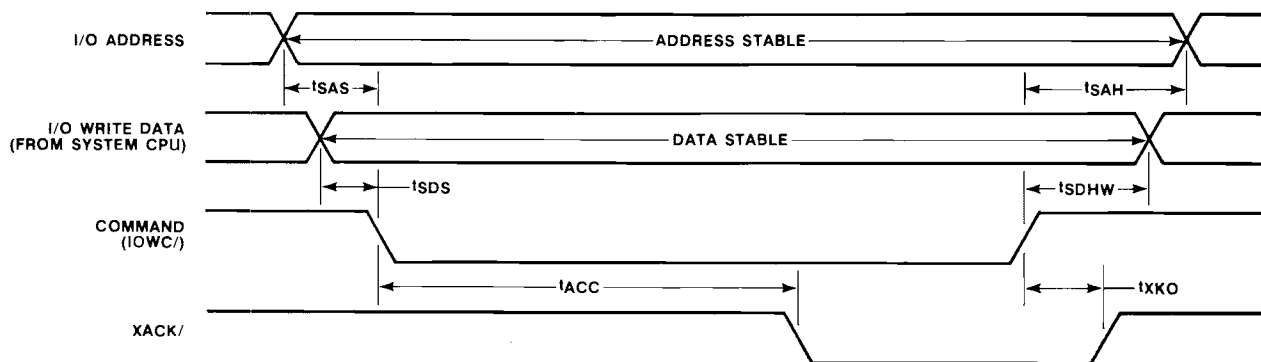 I/O ADDRESS
ADDRESS STABLE
tSAS
tSAH
I/O WRITE DATA
(FROM SYSTEM CPU)
DATA STABLE
tSDS
tSDHW
COMMAND
(IOWC/)
tACC
tXKO
XACK/